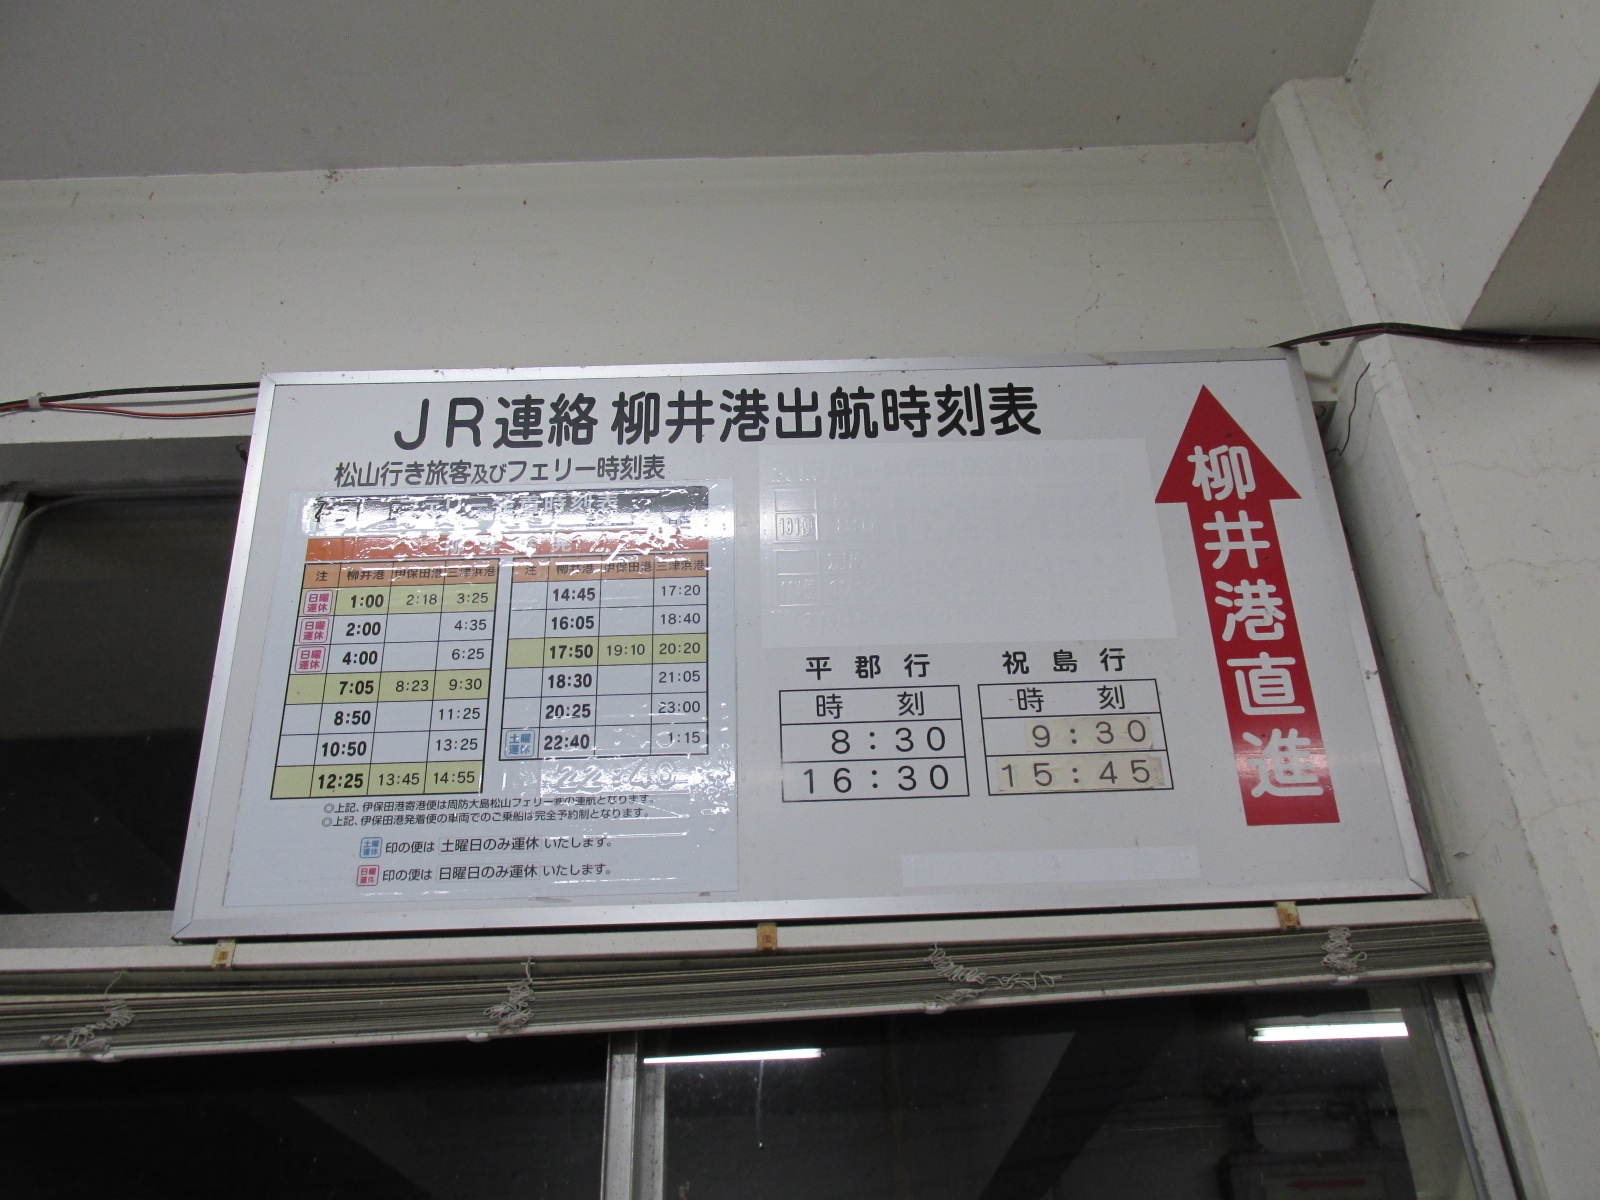 JR連絡 柳井港出航時刻表
松山行き旅客及びフェリー時刻表
注 柳井港 伊保田港 三津浜港
日曜運休 1:00 2:18 3:25
日曜運休 2:00 4:35
日曜運休 4:00 6:25
7:05 8:23 9:30
8:50 11:25
10:50 13:25
12:25 13:45 14:55
注 柳井港 伊保田港 三津浜港
14:45 17:20
16:05 18:40
17:50 19:10 20:20
18:30 21:05
20:25 23:00
土曜運休 22:40 1:15
◎上記、伊保田港寄港便は周防大島松山フェリー㈱の運航となります。
◎上記、伊保田港発着便の車両でのご乗船は完全予約制となります。
土曜運休 印の便は 土曜日のみ運休 いたします。
日曜運休 印の便は 日曜日のみ運休 いたします。
平郡行
時刻
8:30
16:30
祝島行
時刻
9:30
15:45
柳井港直進